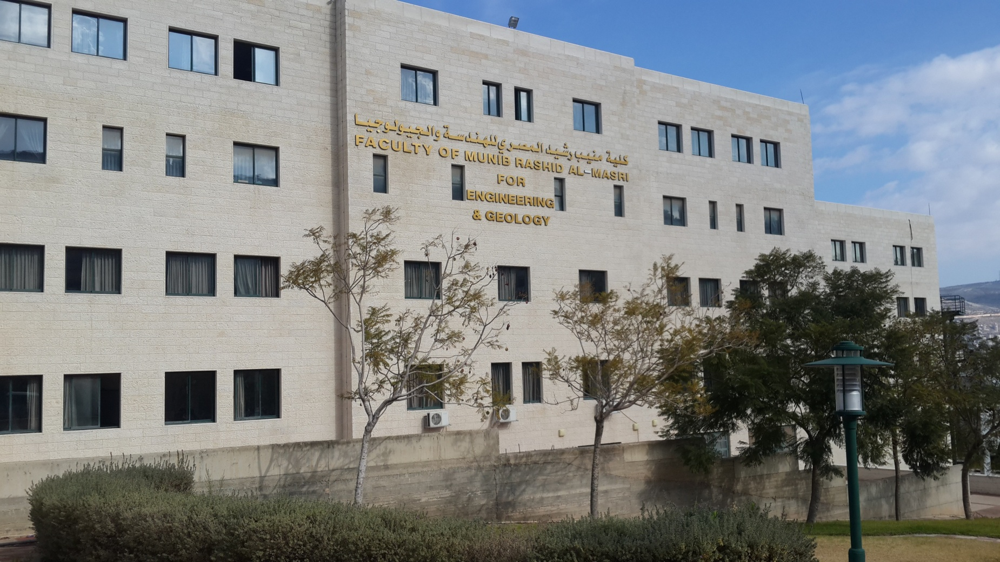 كلية منيب رشيد المصري للهندسة والجيولوجيا
FACULTY OF MUNIB RASHID AL-MASRI
FOR
ENGINEERING
& GEOLOGY